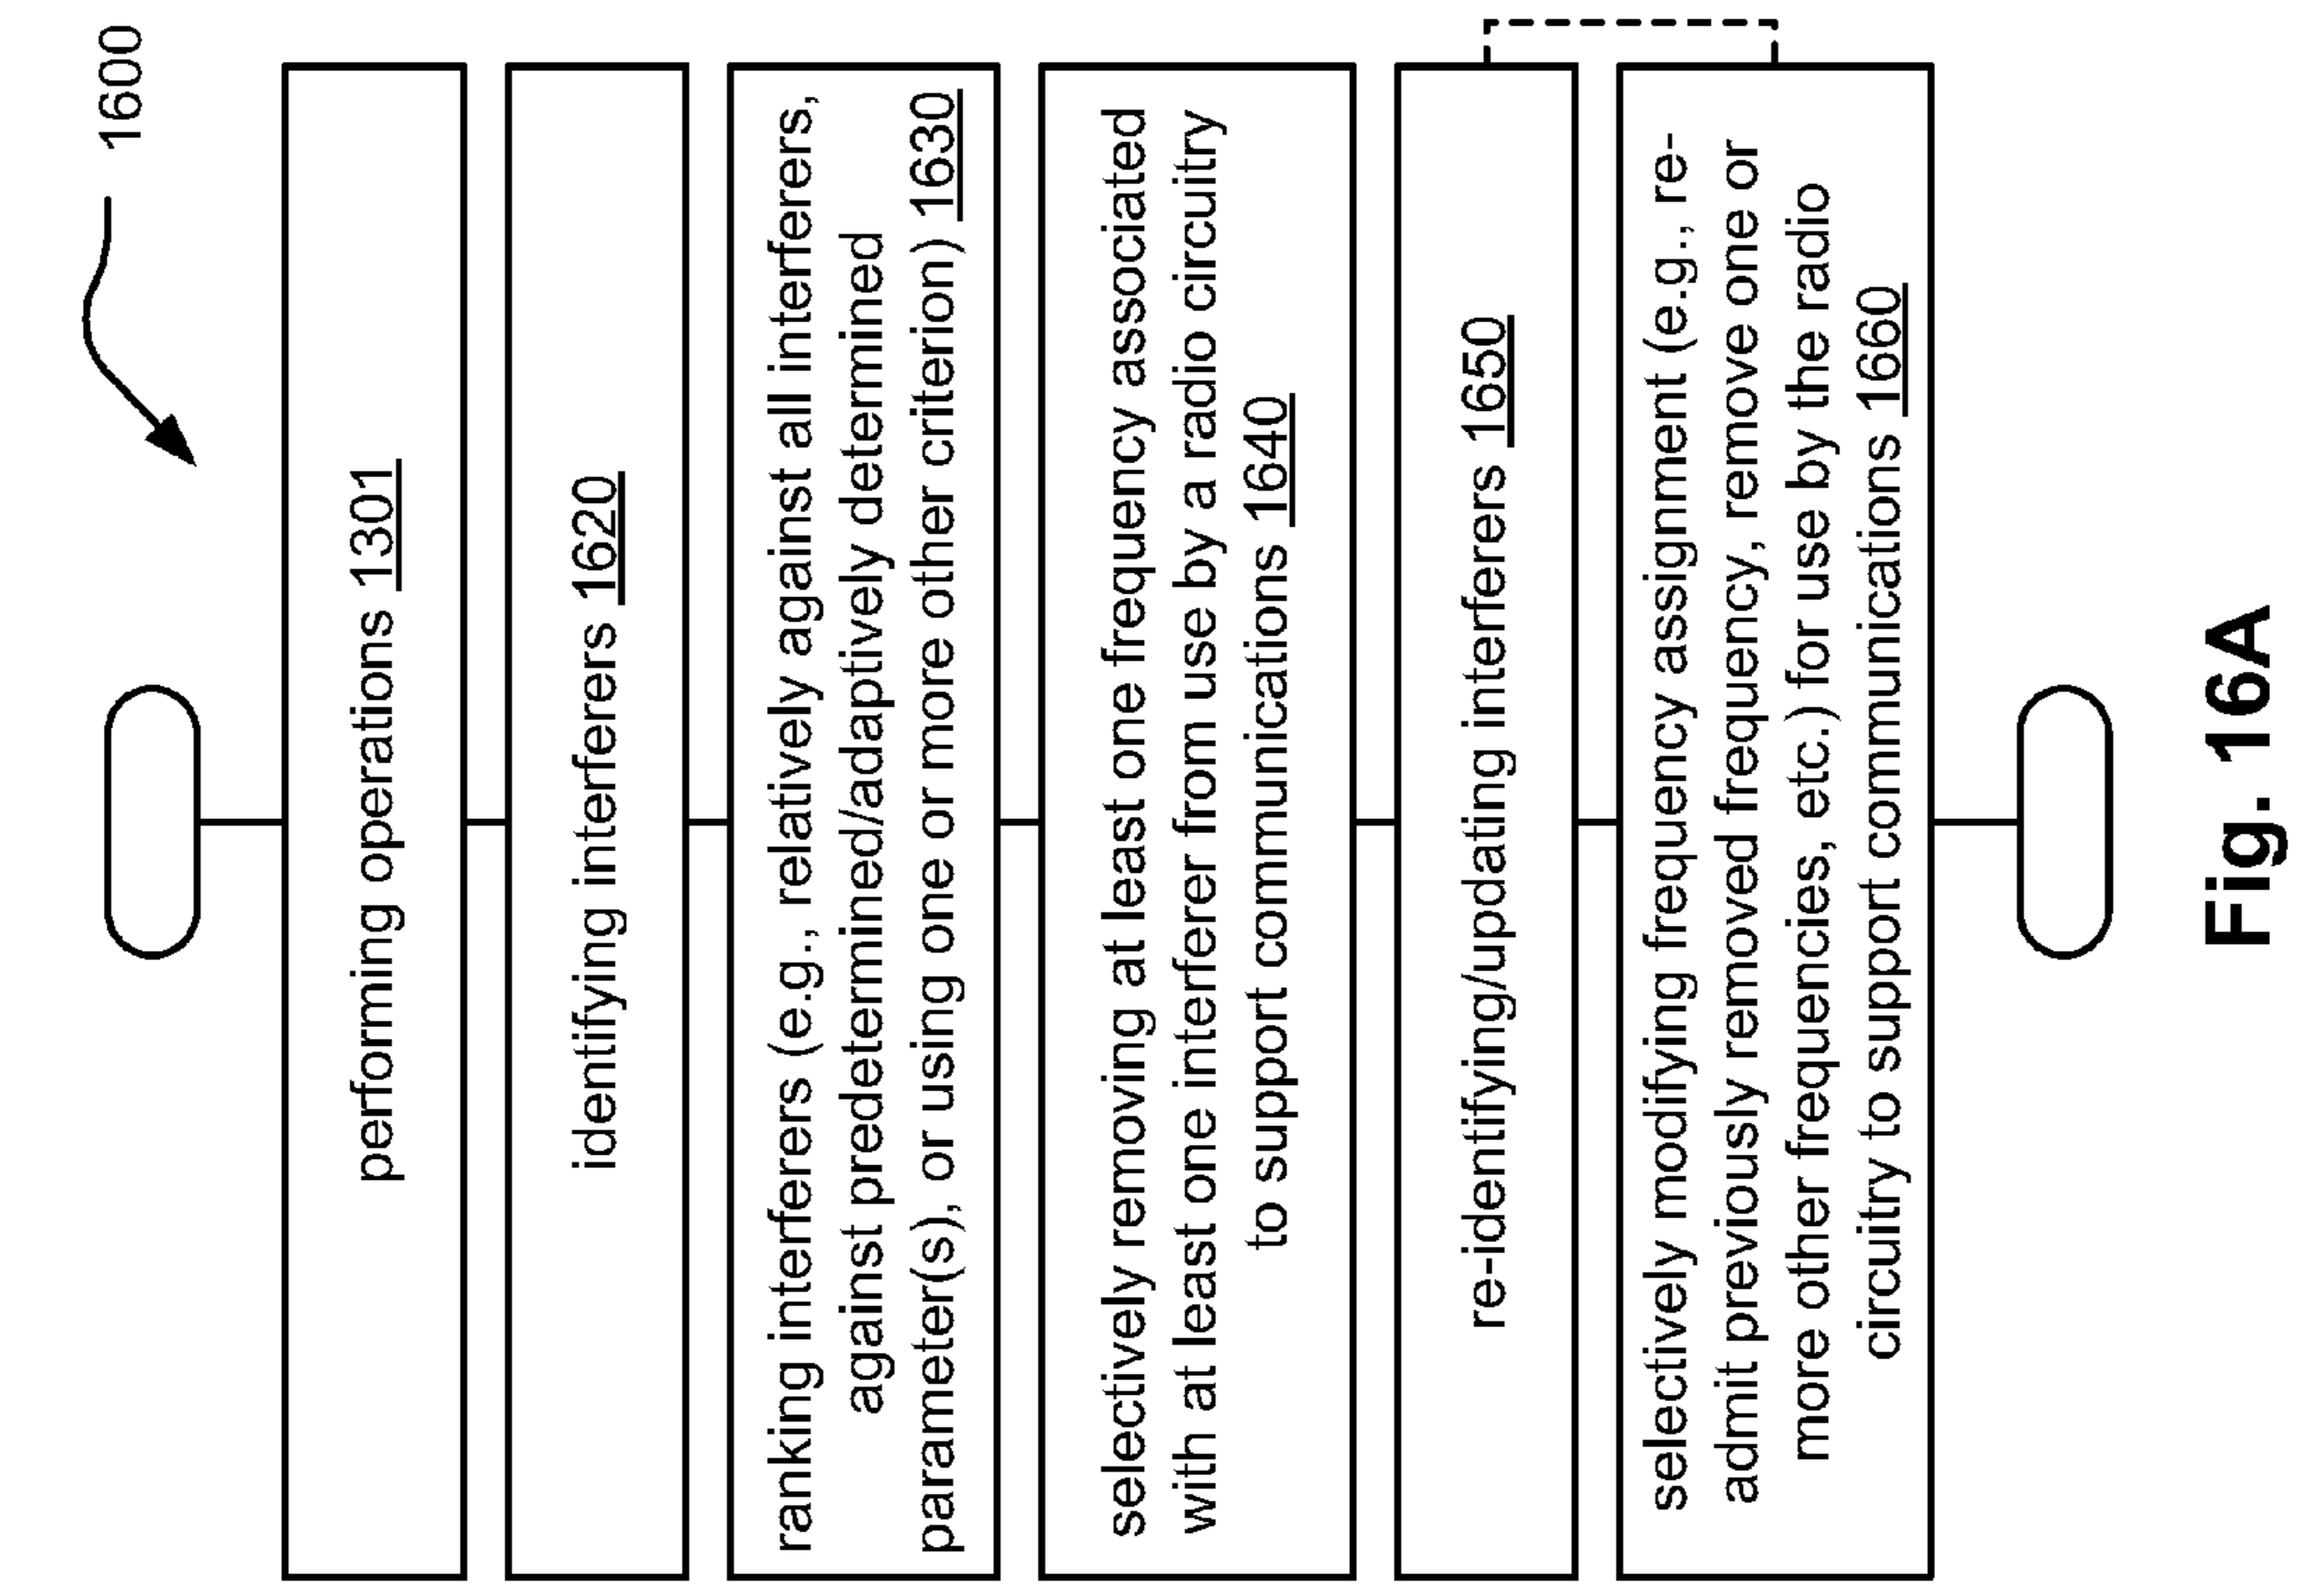 1600
performing operations 1301
identifying interferers 1620
ranking interferers (e.g., relatively against all interferers,
against predetermined/adaptively determined
parameter(s), or using one or more other criterion) 1630
selectively removing at least one frequency associated
with at least one interferer from use by a radio circuitry
to support communications 1640
re-identifying/updating interferers 1650
selectively modifying frequency assignment (e.g., re-
admit previously removed frequency, remove one or
more other frequencies, etc.) for use by the radio
circuitry to support communications 1660
Fig. 16A